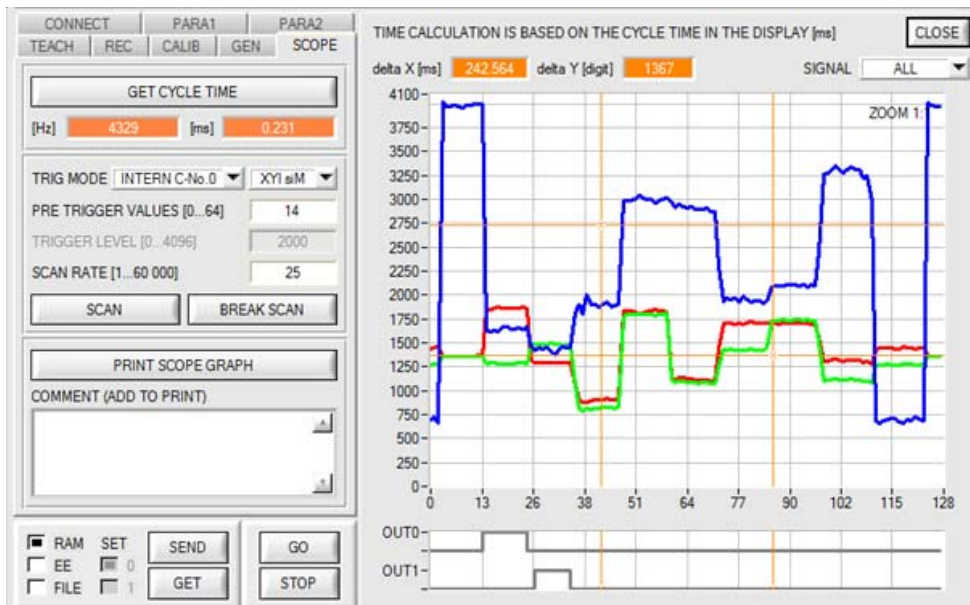 CONNECT PARA1 PARA2
TEACH REC CALIB GEN SCOPE
GET CYCLE TIME
[Hz] 4329 [ms] 0.231
TRIG MODE INTERN C-No.0 XYI siM
PRE TRIGGER VALUES [0...64] 14
TRIGGER LEVEL [0...4096] 2000
SCAN RATE [1...60 000] 25
SCAN BREAK SCAN
PRINT SCOPE GRAPH
COMMENT (ADD TO PRINT)
RAM SET SEND GO
EE 0
FILE 1 GET STOP
TIME CALCULATION IS BASED ON THE CYCLE TIME IN THE DISPLAY [ms] CLOSE
delta X [ms] 242.564 delta Y [digit] 1367 SIGNAL ALL
ZOOM 1:
4100
3750
3500
3250
3000
2750
2500
2250
2000
1750
1500
1250
1000
750
500
250
0
0 13 26 38 51 64 77 90 102 115 128
OUT0
OUT1